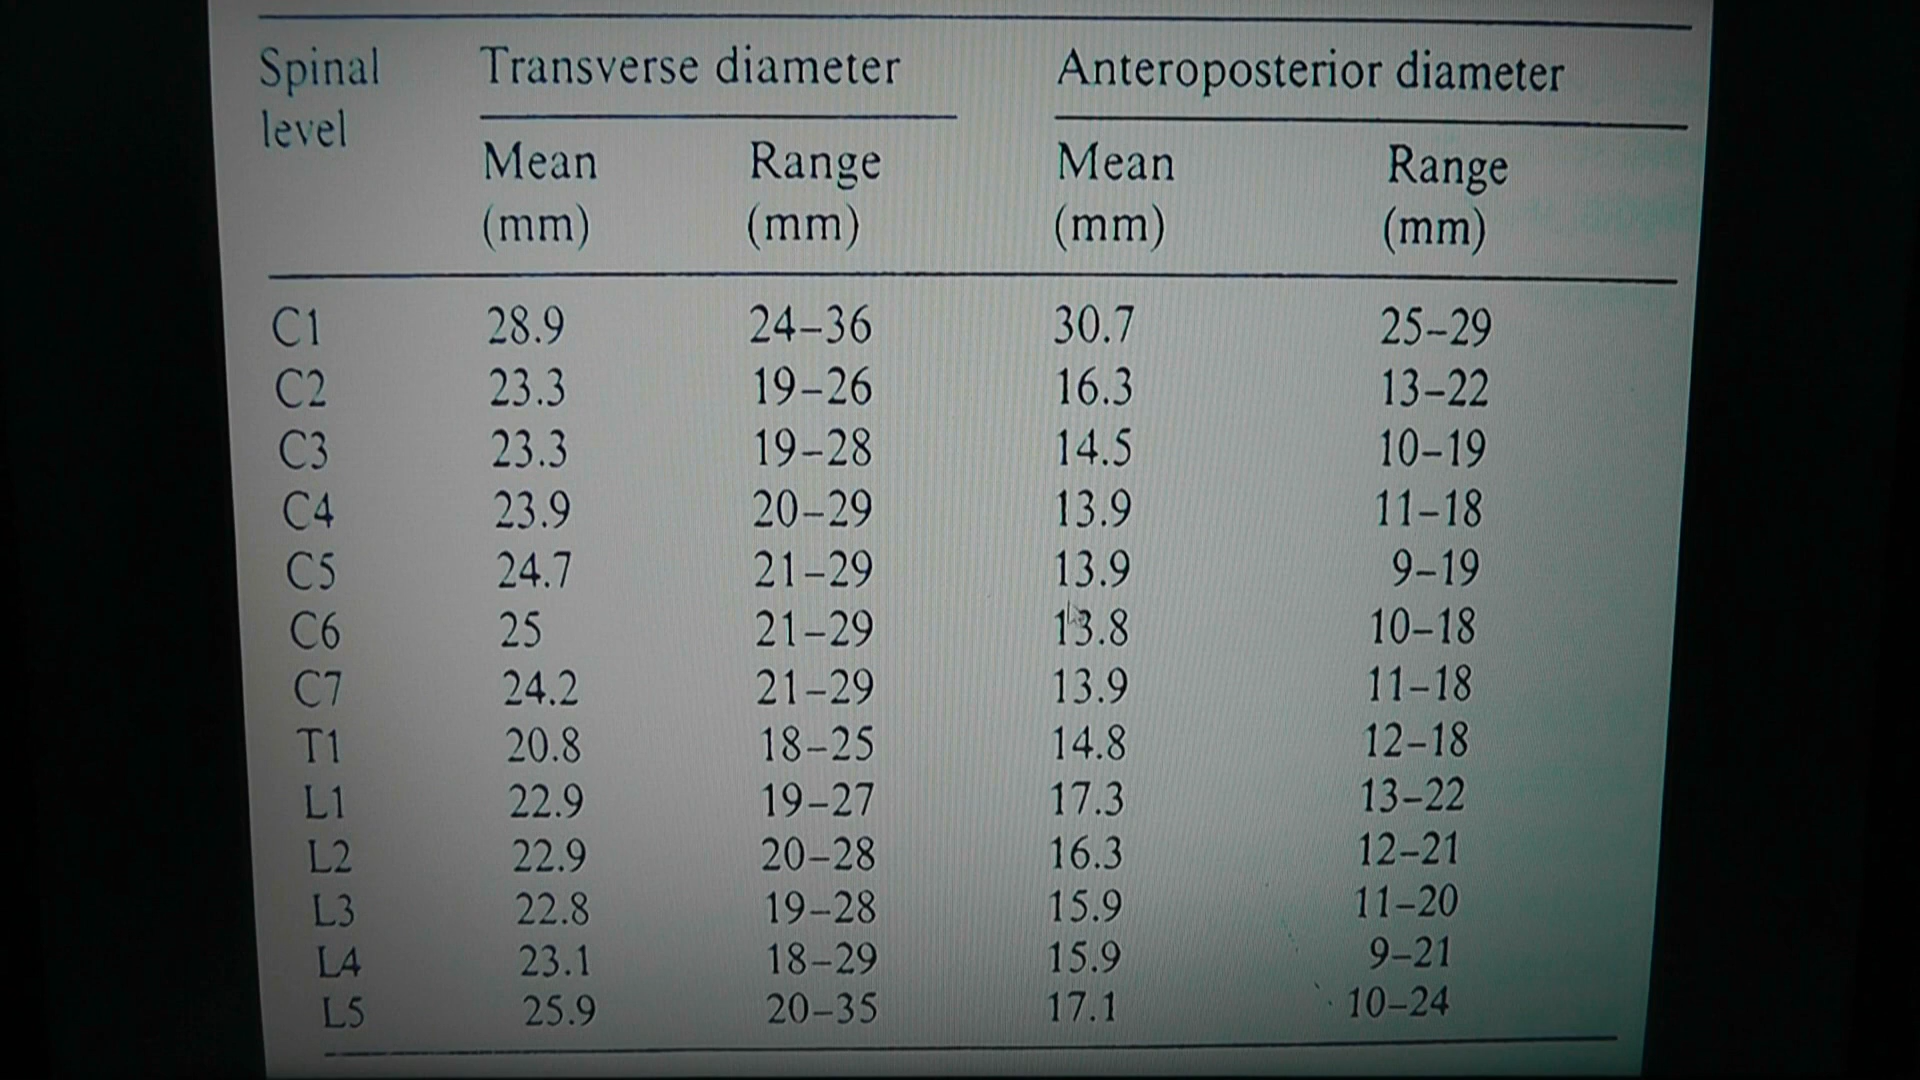 Spinal level Transverse diameter Anteroposterior diameter
Mean (mm) Range (mm) Mean (mm) Range (mm)
C1 28.9 24–36 30.7 25–29
C2 23.3 19–26 16.3 13–22
C3 23.3 19–28 14.5 10–19
C4 23.9 20–29 13.9 11–18
C5 24.7 21–29 13.9 9–19
C6 25 21–29 13.8 10–18
C7 24.2 21–29 13.9 11–18
T1 20.8 18–25 14.8 12–18
L1 22.9 19–27 17.3 13–22
L2 22.9 20–28 16.3 12–21
L3 22.8 19–28 15.9 11–20
L4 23.1 18–29 15.9 9–21
L5 25.9 20–35 17.1 10–24